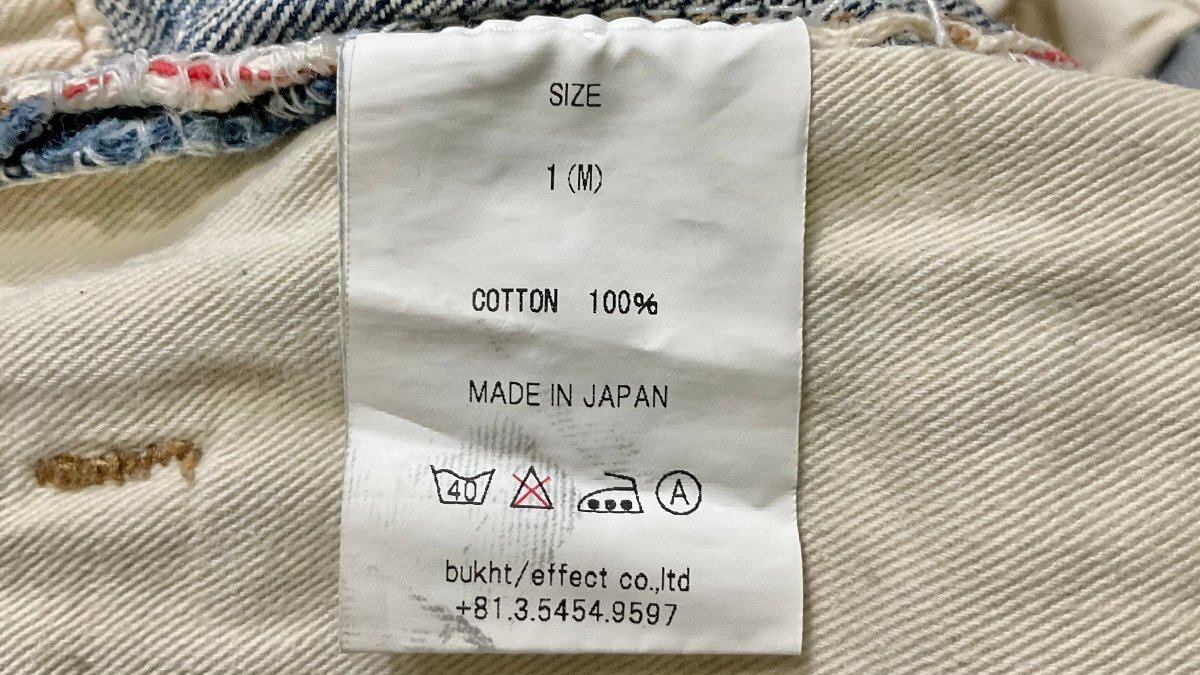 SIZE
1 (M)
COTTON 100%
MADE IN JAPAN
40 A
bukht/effect co.,ltd
+81.3.5454.9597